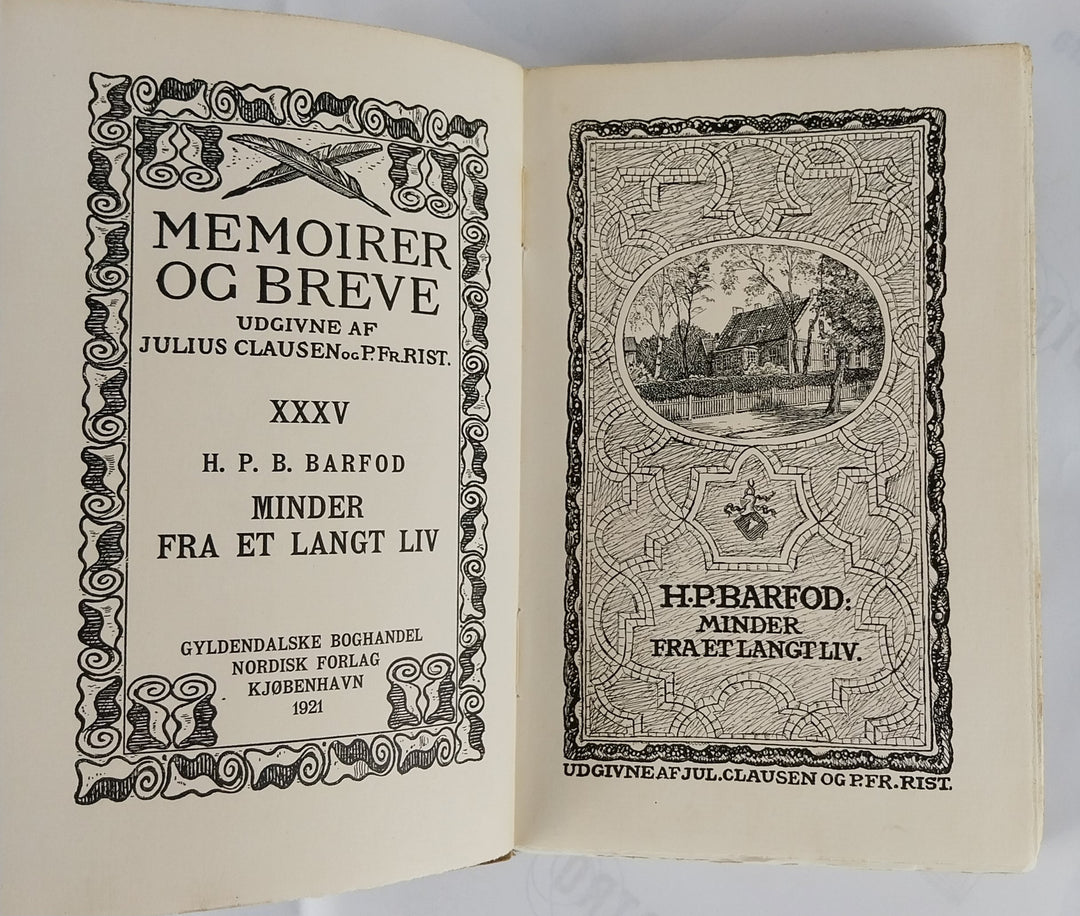 MEMOIRER
OG BREVE
UDGIVNE AF
JULIUS CLAUSEN OG P. FR. RIST.
XXXV
H. P. B. BARFOD
MINDER
FRA ET LANGT LIV
GYLDENDALSKE BOGHANDEL
NORDISK FORLAG
KJØBENHAVN
1921
H.P.BARFOD:
MINDER
FRA ET LANGT LIV.
UDGIVNE AF JUL. CLAUSEN OG P. FR. RIST.